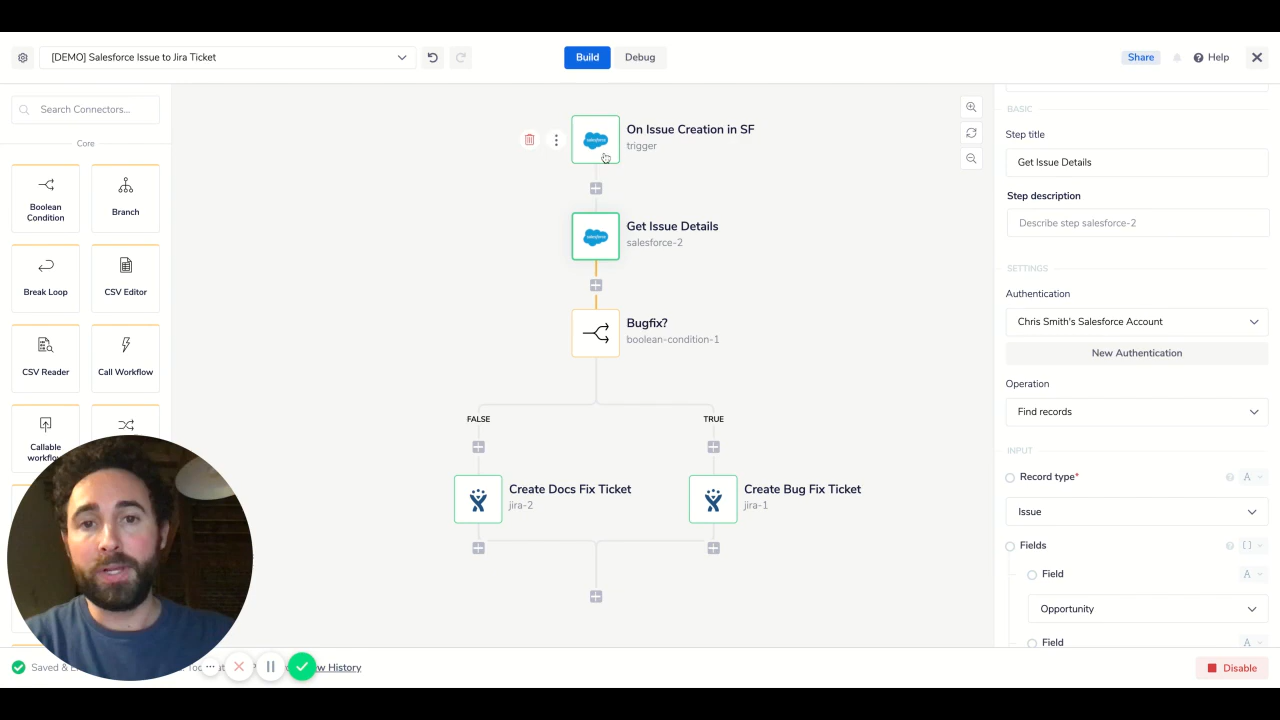 [DEMO] Salesforce Issue to Jira Ticket
Build
Debug
Share
Help
Search Connectors...
Core
Boolean
Condition
Branch
Break Loop
CSV Editor
CSV Reader
Call Workflow
Callable
workflow
On Issue Creation in SF
trigger
Get Issue Details
salesforce-2
Bugfix?
boolean-condition-1
FALSE
TRUE
Create Docs Fix Ticket
jira-2
Create Bug Fix Ticket
jira-1
BASIC
Step title
Get Issue Details
Step description
Describe step salesforce-2
SETTINGS
Authentication
Chris Smith's Salesforce Account
New Authentication
Operation
Find records
INPUT
Record type*
A
Issue
Fields
[ ]
Field
A
Opportunity
Field
A
Saved &
History
Disable